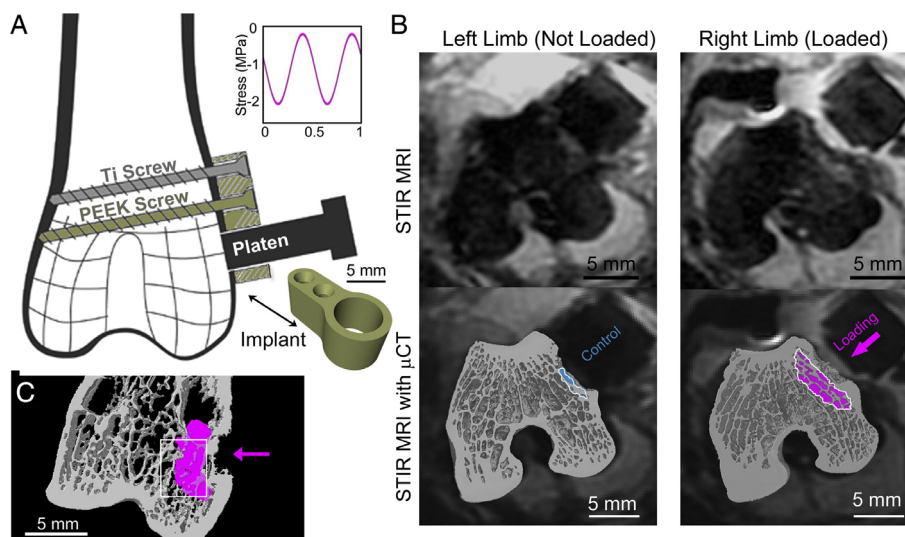 A
Stress (MPa)
0
-1
-2
0
0.5
1
Ti Screw
PEEK Screw
Platen
5 mm
Implant
C
5 mm
B
Left Limb (Not Loaded)
Right Limb (Loaded)
STIR MRI
5 mm
5 mm
STIR MRI with µCT
Control
Loading
5 mm
5 mm